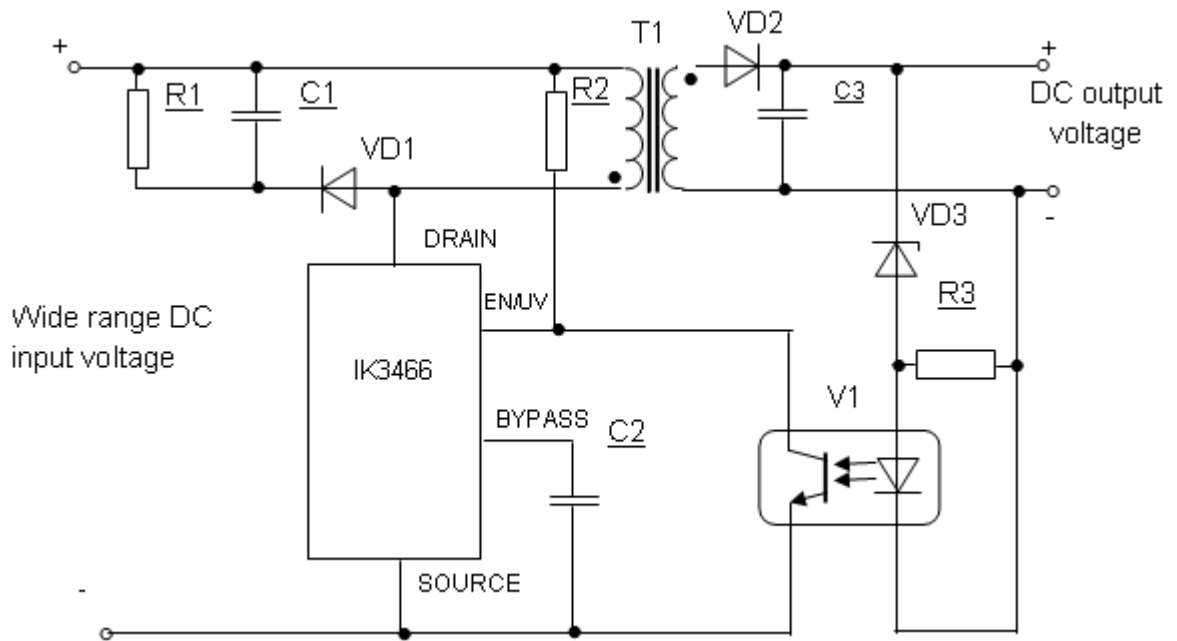 +
R1
C1
VD1
R2
T1
VD2
C3
+
DC output
voltage
-
VD3
R3
DRAIN
EN/UV
Wide range DC
input voltage
IK3466
BYPASS
C2
V1
SOURCE
-